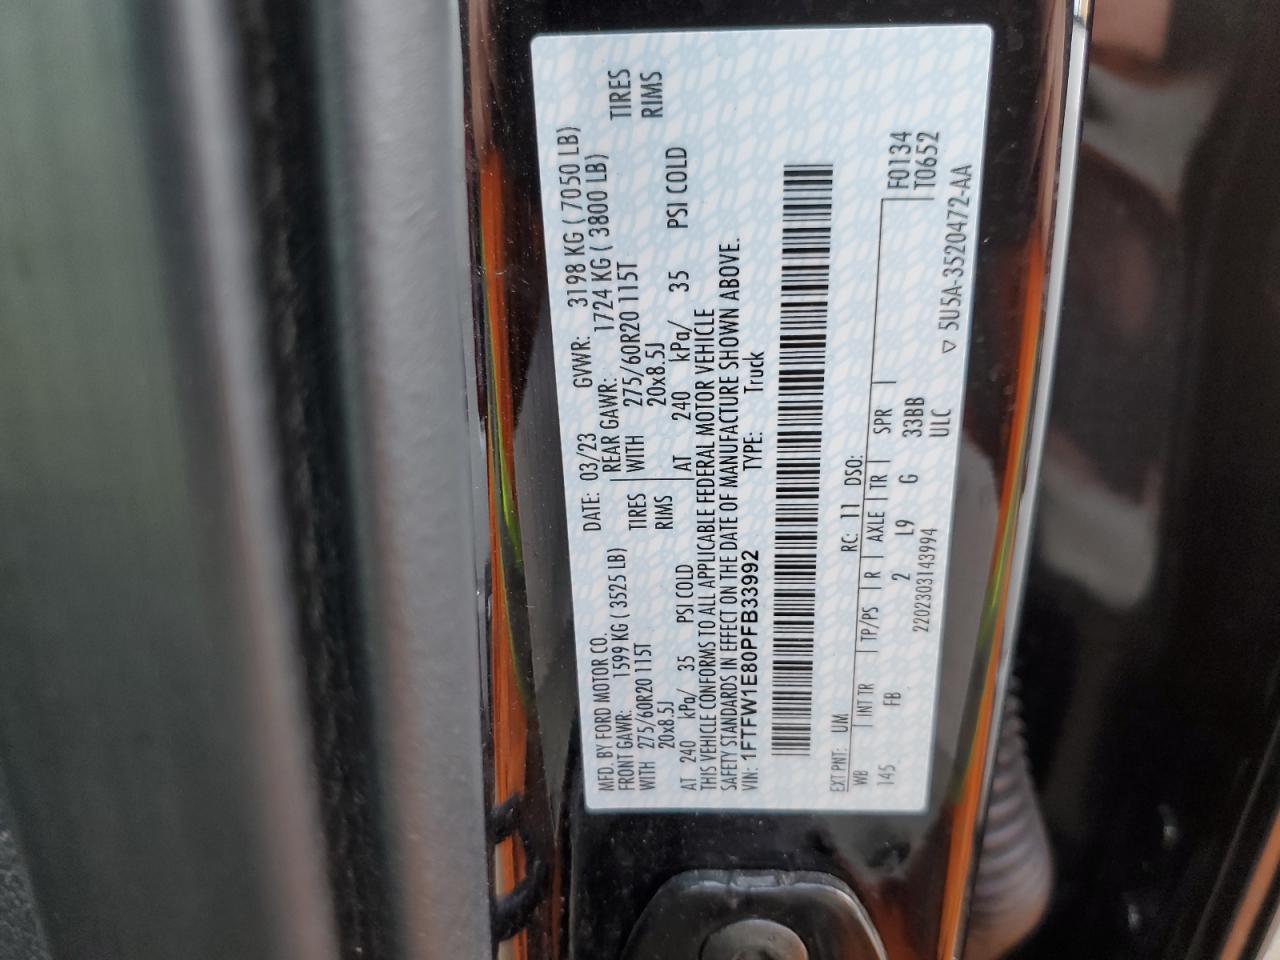 MFD. BY FORD MOTOR CO.
DATE: 03/23 GVWR: 3198 KG ( 7050 LB)
FRONT GAWR: 1599 KG ( 3525 LB) REAR GAWR: 1724 KG ( 3800 LB)
WITH 275/60R20 115T TIRES WITH 275/60R20 115T TIRES
20x8.5J RIMS 20x8.5J RIMS
AT 240 kPa/ 35 PSI COLD AT 240 kPa/ 35 PSI COLD
THIS VEHICLE CONFORMS TO ALL APPLICABLE FEDERAL MOTOR VEHICLE
SAFETY STANDARDS IN EFFECT ON THE DATE OF MANUFACTURE SHOWN ABOVE.
VIN: 1FTFW1E80PFB33992 TYPE: Truck
EXT PNT: UM RC: 11 DSO: F0134
WB INT TR TP/PS R AXLE TR SPR T0652
145 FB 2 L9 G 33BB
ULC
2202303143994
▽ 5U5A-3520472-AA